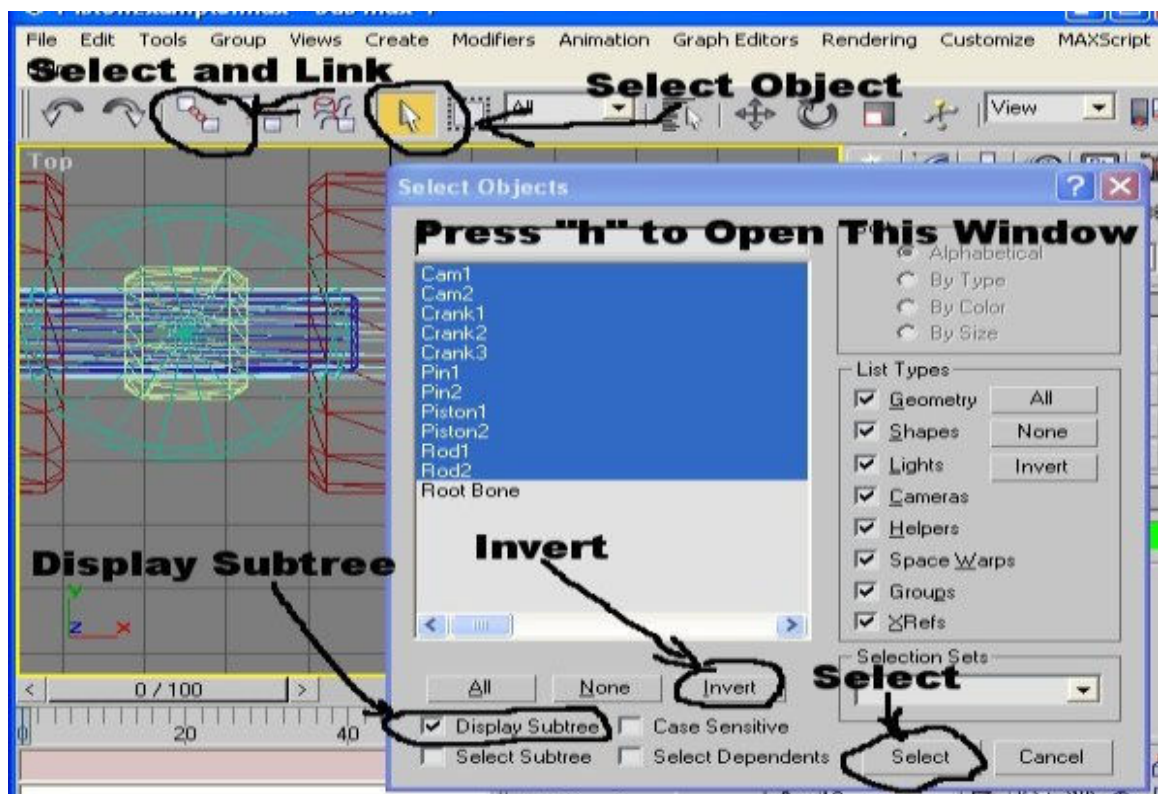 File Edit Tools Group Views Create Modifiers Animation Graph Editors Rendering Customize MAXScript
Select and Link
Select Object
All
View
Top
Select Objects
Press "h" to Open This Window
Alphabetical
By Type
By Color
By Size
Cam1
Cam2
Crank1
Crank2
Crank3
Pin1
Pin2
Piston1
Piston2
Rod1
Rod2
Root Bone
List Types
Geometry All
Shapes None
Lights Invert
Cameras
Helpers
Space Warps
Groups
XRefs
Display Subtree
Invert
y
z x
Selection Sets
Select
0 / 100
All None Invert
Display Subtree Case Sensitive
Select Subtree Select Dependents
Select Cancel
0 20 40